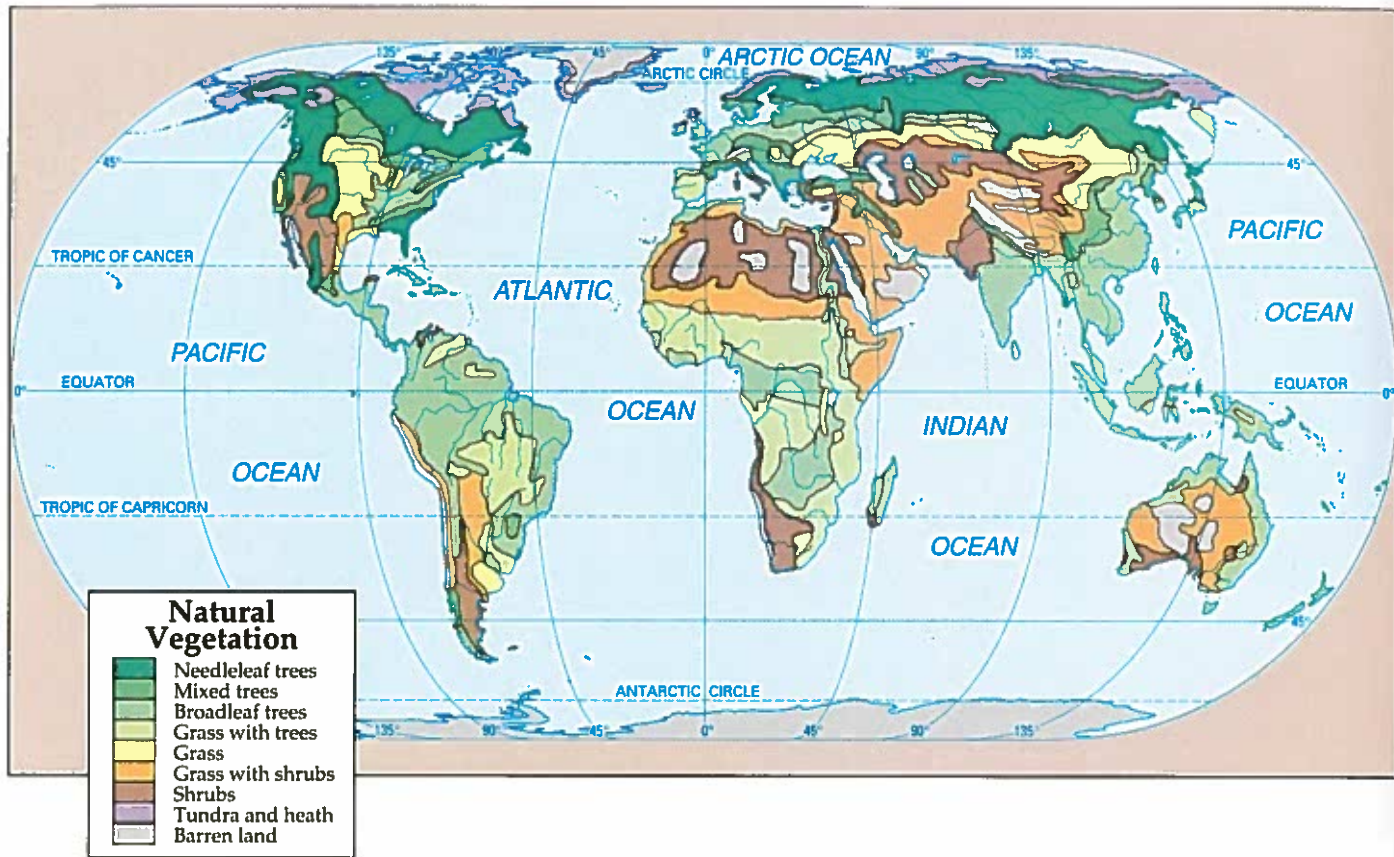 135°
90°
45°
0°
ARCTIC OCEAN
90°
135°
ARCTIC CIRCLE
45°
45°
TROPIC OF CANCER
PACIFIC
OCEAN
ATLANTIC
OCEAN
PACIFIC
OCEAN
EQUATOR
0°
EQUATOR
0°
INDIAN
OCEAN
TROPIC OF CAPRICORN
45°
ANTARCTIC CIRCLE
135°
90°
45°
0°
45°
90°
135°
Natural
Vegetation
Needleleaf trees
Mixed trees
Broadleaf trees
Grass with trees
Grass
Grass with shrubs
Shrubs
Tundra and heath
Barren land